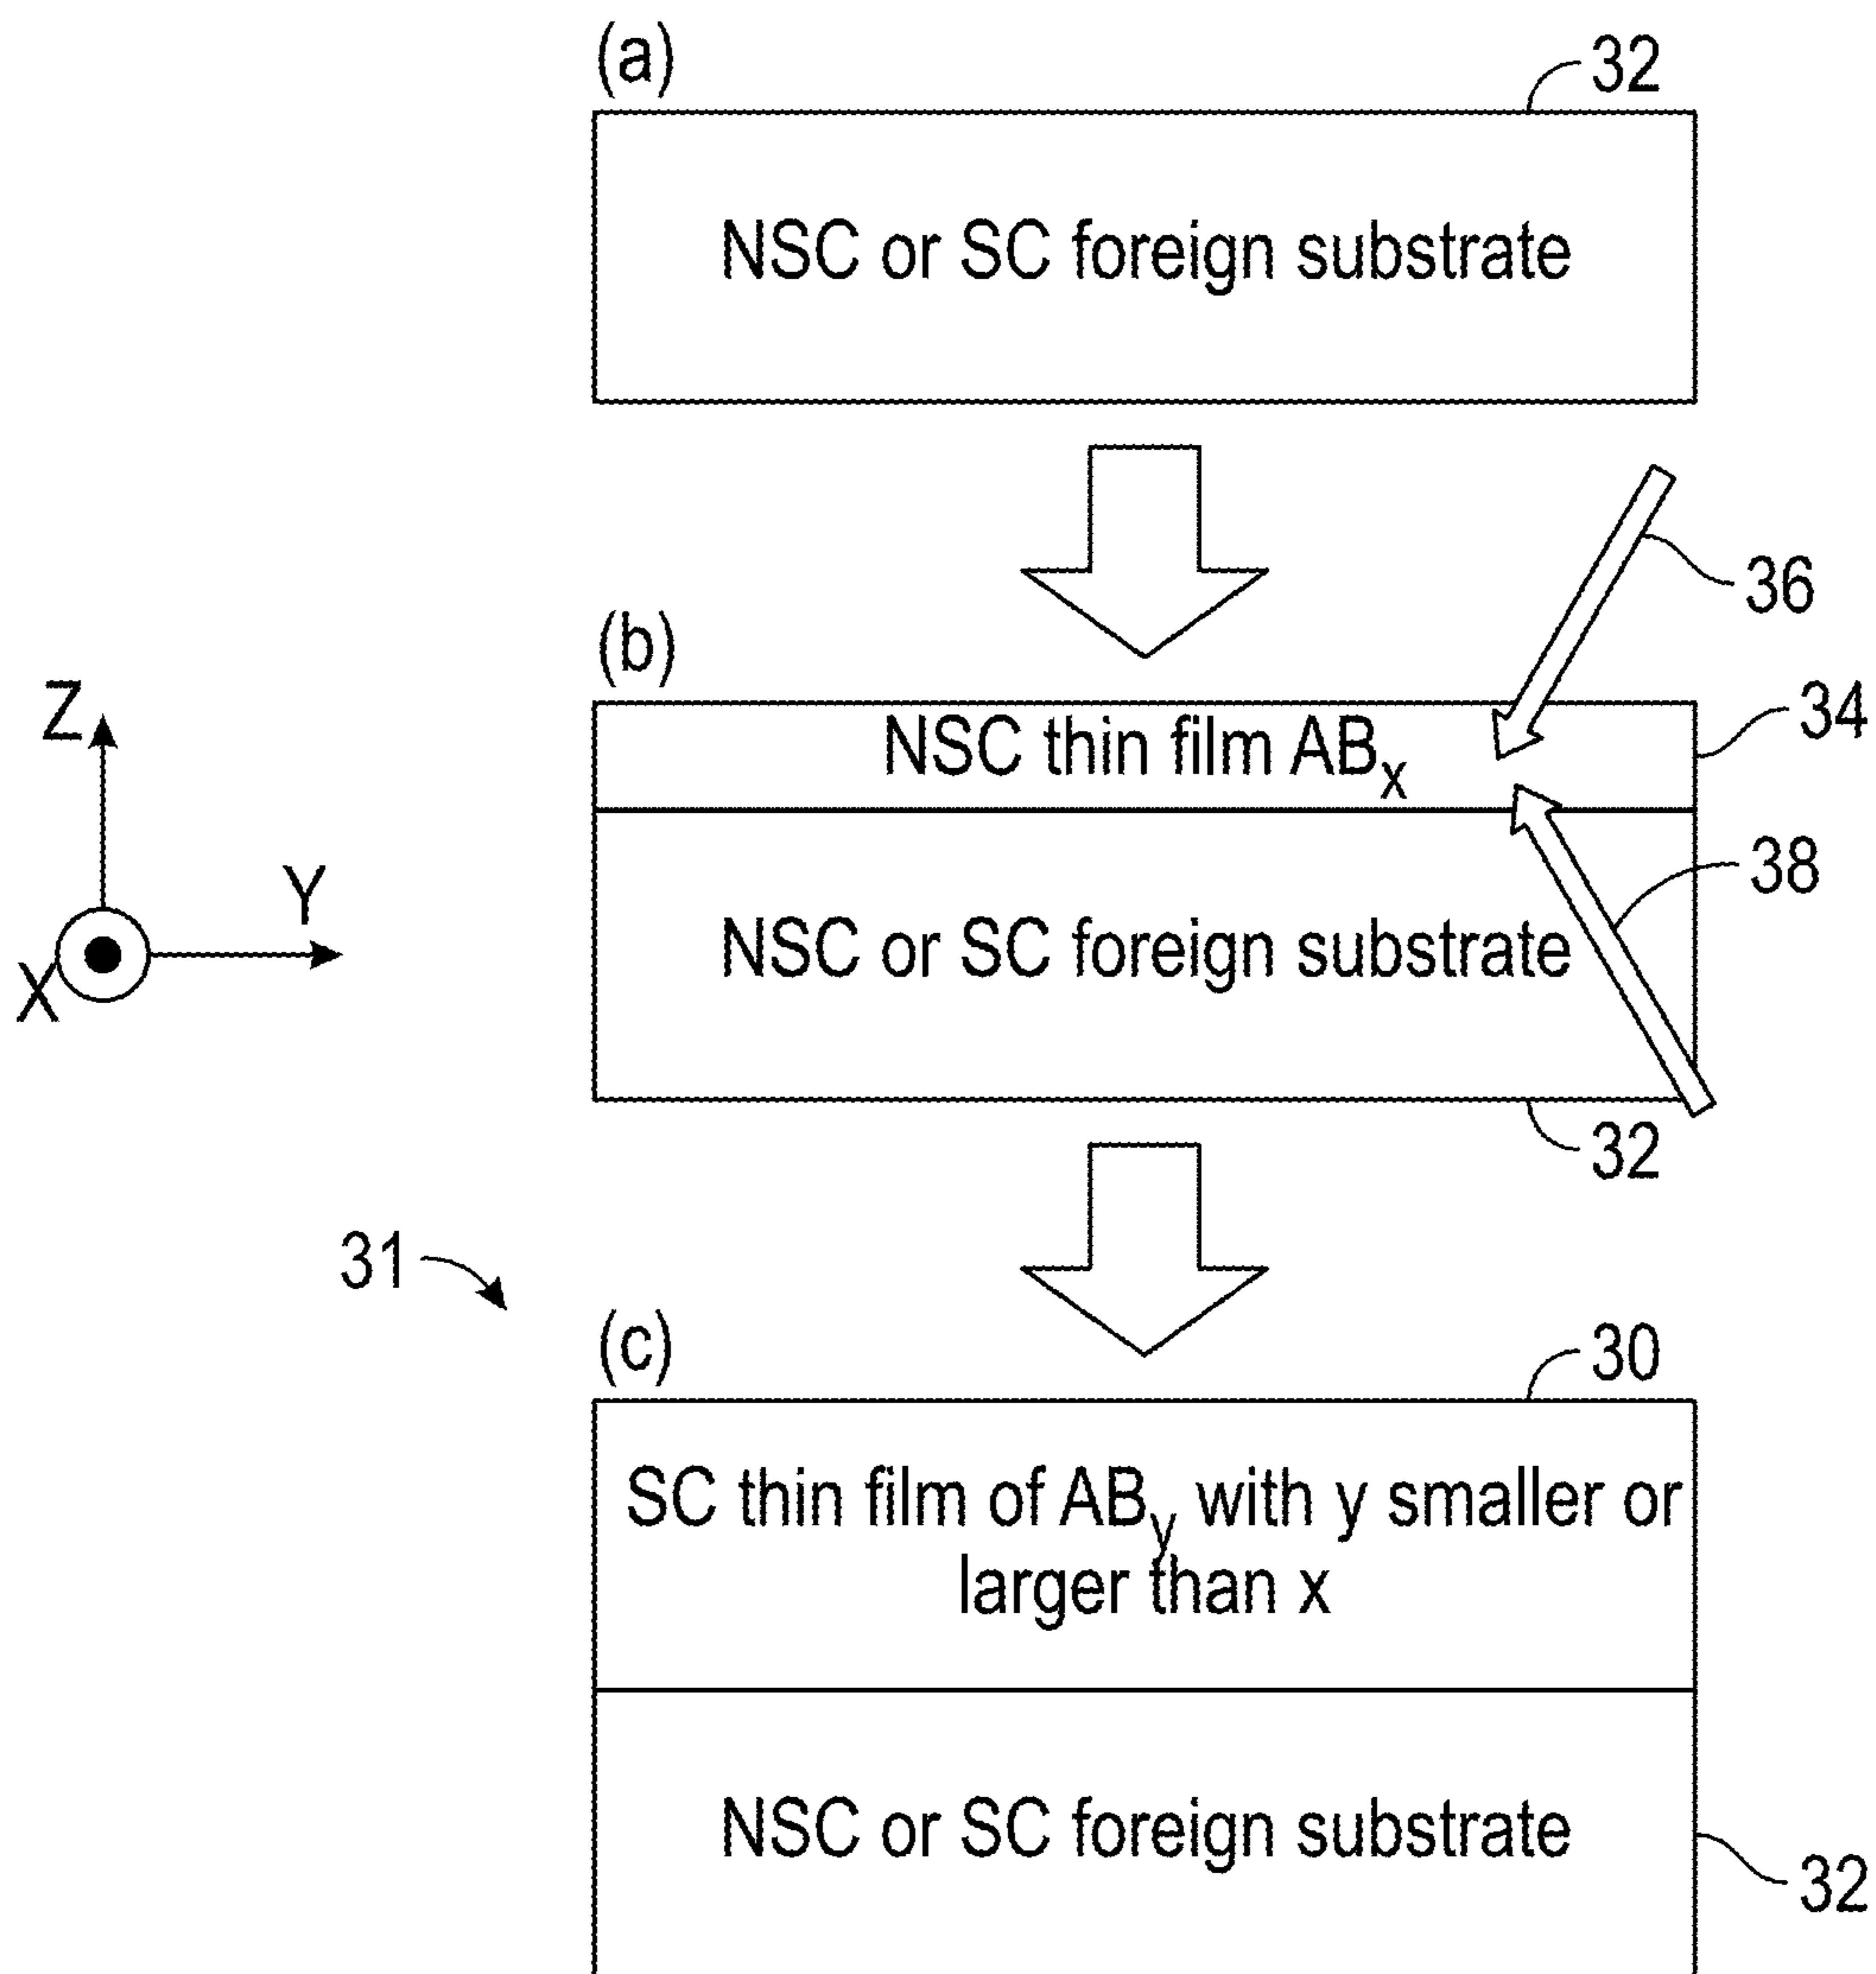 (a)
32
NSC or SC foreign substrate
36
(b)
34
NSC thin film ABₓ
Z
38
Y
NSC or SC foreign substrate
X
32
31
(c)
30
SC thin film of AB_y with y smaller or
larger than x
NSC or SC foreign substrate
32